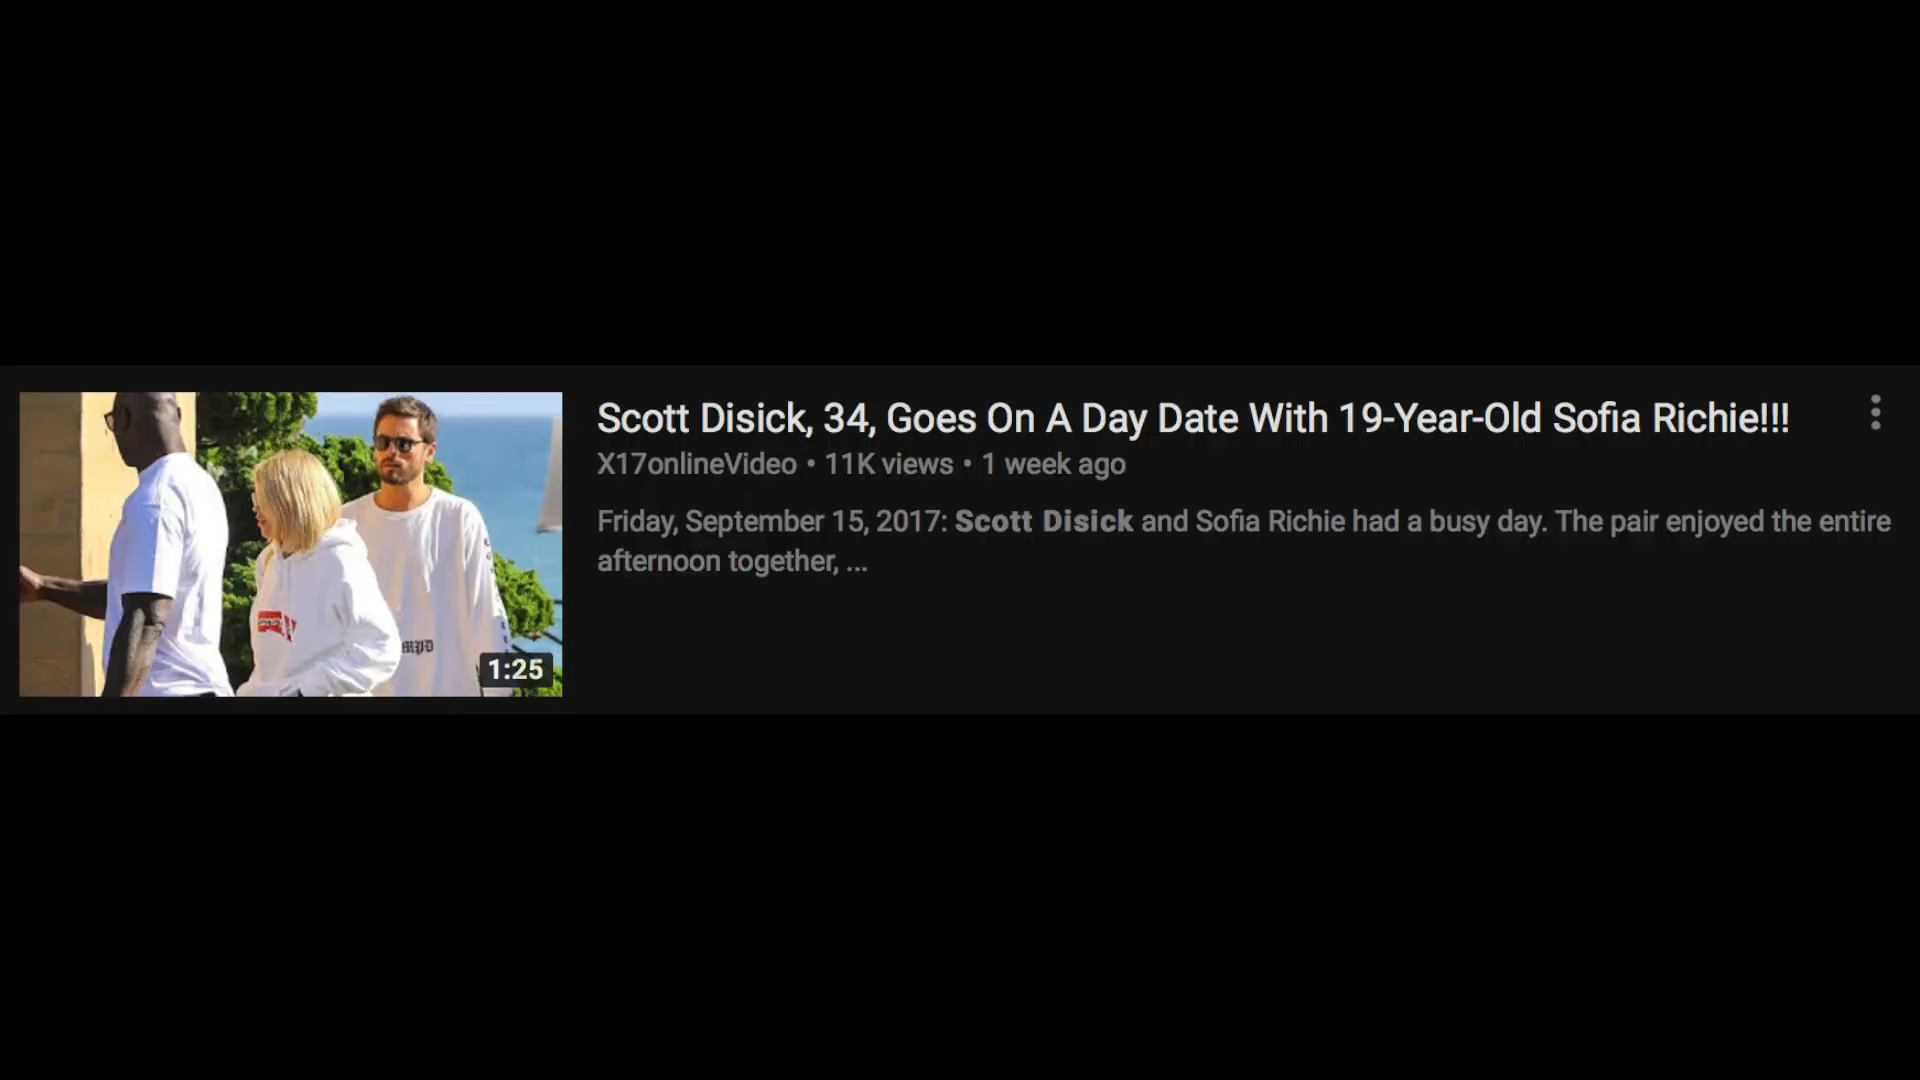 Scott Disick, 34, Goes On A Day Date With 19-Year-Old Sofia Richie!!!
X17onlineVideo • 11K views • 1 week ago
Friday, September 15, 2017: Scott Disick and Sofia Richie had a busy day. The pair enjoyed the entire
afternoon together, ...
1:25